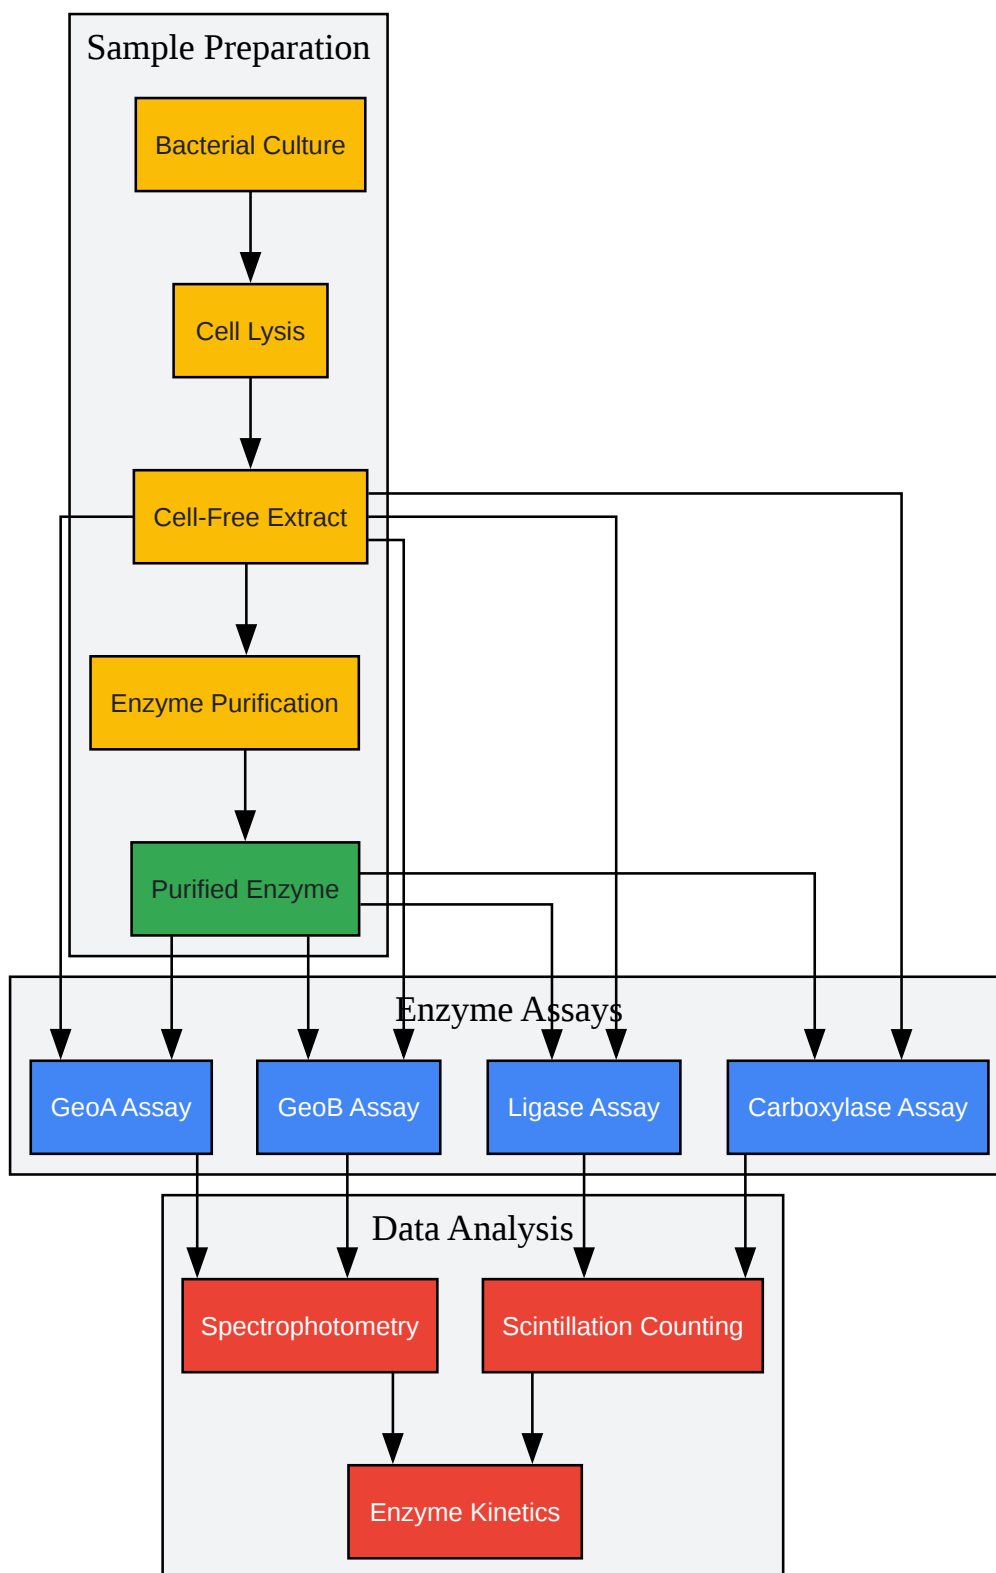 Sample Preparation
Bacterial Culture
Cell Lysis
Cell-Free Extract
Enzyme Purification
Purified Enzyme
Enzyme Assays
GeoA Assay
GeoB Assay
Ligase Assay
Carboxylase Assay
Data Analysis
Spectrophotometry
Scintillation Counting
Enzyme Kinetics